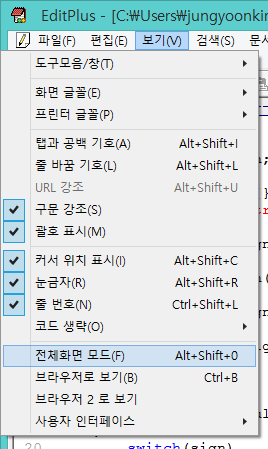 EditPlus - [C:₩Users₩jungyoonkin
파일(F) 편집(E) 보기(V) 검색(S) 문서
도구모음/창(T)
화면 글꼴(E)
프린터 글꼴(P)
탭과 공백 기호(A) Alt+Shift+I
줄 바꿈 기호(L) Alt+Shift+L
URL 강조 Alt+Shift+U
구문 강조(S)
괄호 표시(M)
커서 위치 표시(I) Alt+Shift+C
눈금자(R) Alt+Shift+R
줄 번호(N) Ctrl+Shift+L
코드 생략(O)
전체화면 모드(F) Alt+Shift+0
브라우저로 보기(B) Ctrl+B
브라우저 2 로 보기
사용자 인터페이스
20 switch(sign)